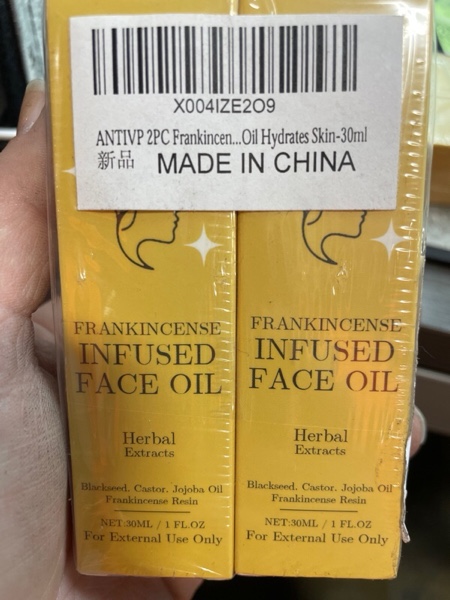 X004IZE2O9
ANTIVP 2PC Frankincen...Oil Hydrates Skin-30ml
新品 MADE IN CHINA
FRANKINCENSE
INFUSED
FACE OIL
Herbal
Extracts
Blackseed. Castor. Jojoba Oil
Frankincense Resin
NET:30ML / 1 FL.OZ
For External Use Only
FRANKINCENSE
INFUSED
FACE OIL
Herbal
Extracts
Blackseed. Castor. Jojoba Oil
Frankincense Resin
NET:30ML / 1 FL.OZ
For External Use Only